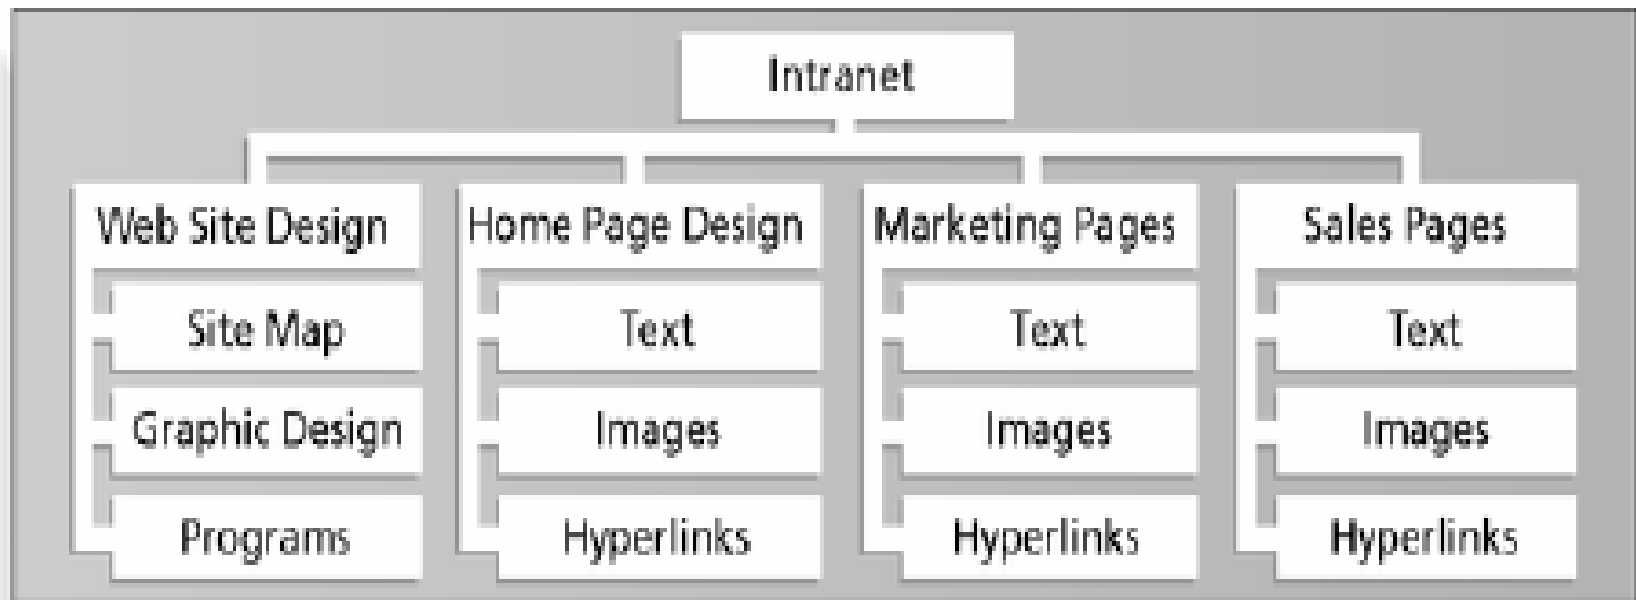 Intranet
Web Site Design
Home Page Design
Marketing Pages
Sales Pages
Site Map
Text
Text
Text
Graphic Design
Images
Images
Images
Programs
Hyperlinks
Hyperlinks
Hyperlinks